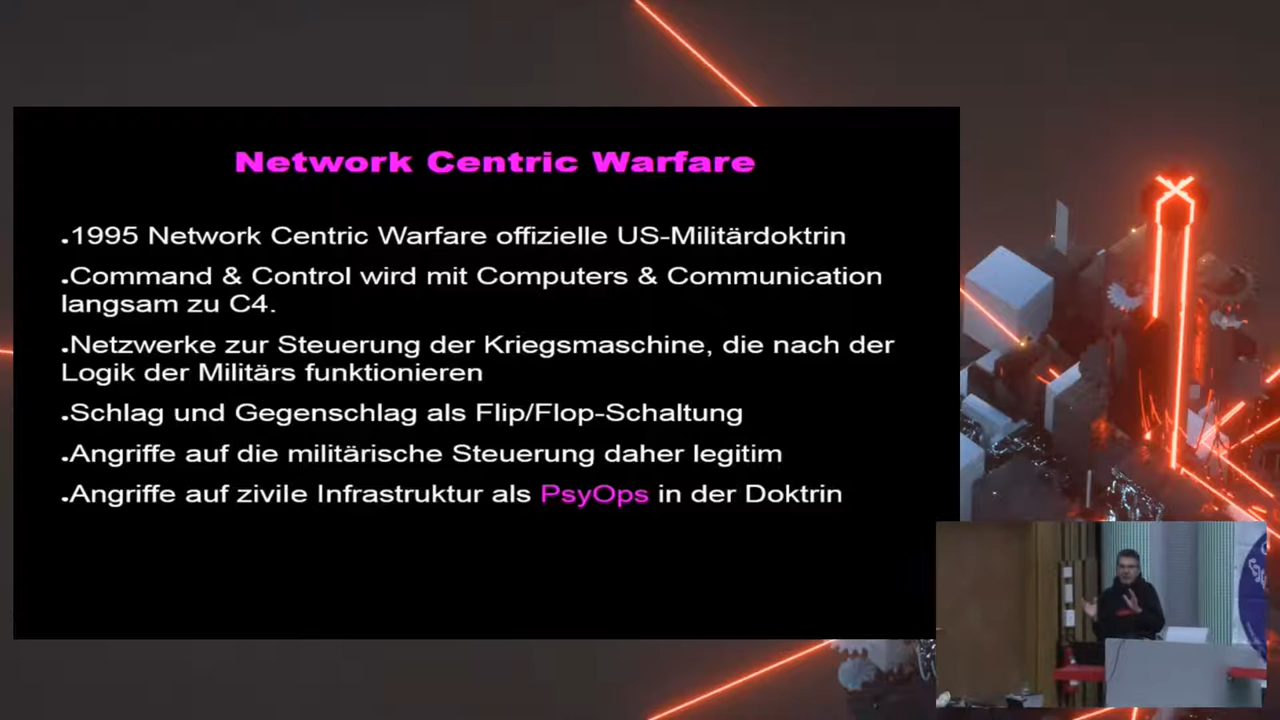 Network Centric Warfare
.1995 Network Centric Warfare offizielle US-Militärdoktrin
.Command & Control wird mit Computers & Communication
langsam zu C4.
.Netzwerke zur Steuerung der Kriegsmaschine, die nach der
Logik der Militärs funktionieren
.Schlag und Gegenschlag als Flip/Flop-Schaltung
.Angriffe auf die militärische Steuerung daher legitim
.Angriffe auf zivile Infrastruktur als PsyOps in der Doktrin